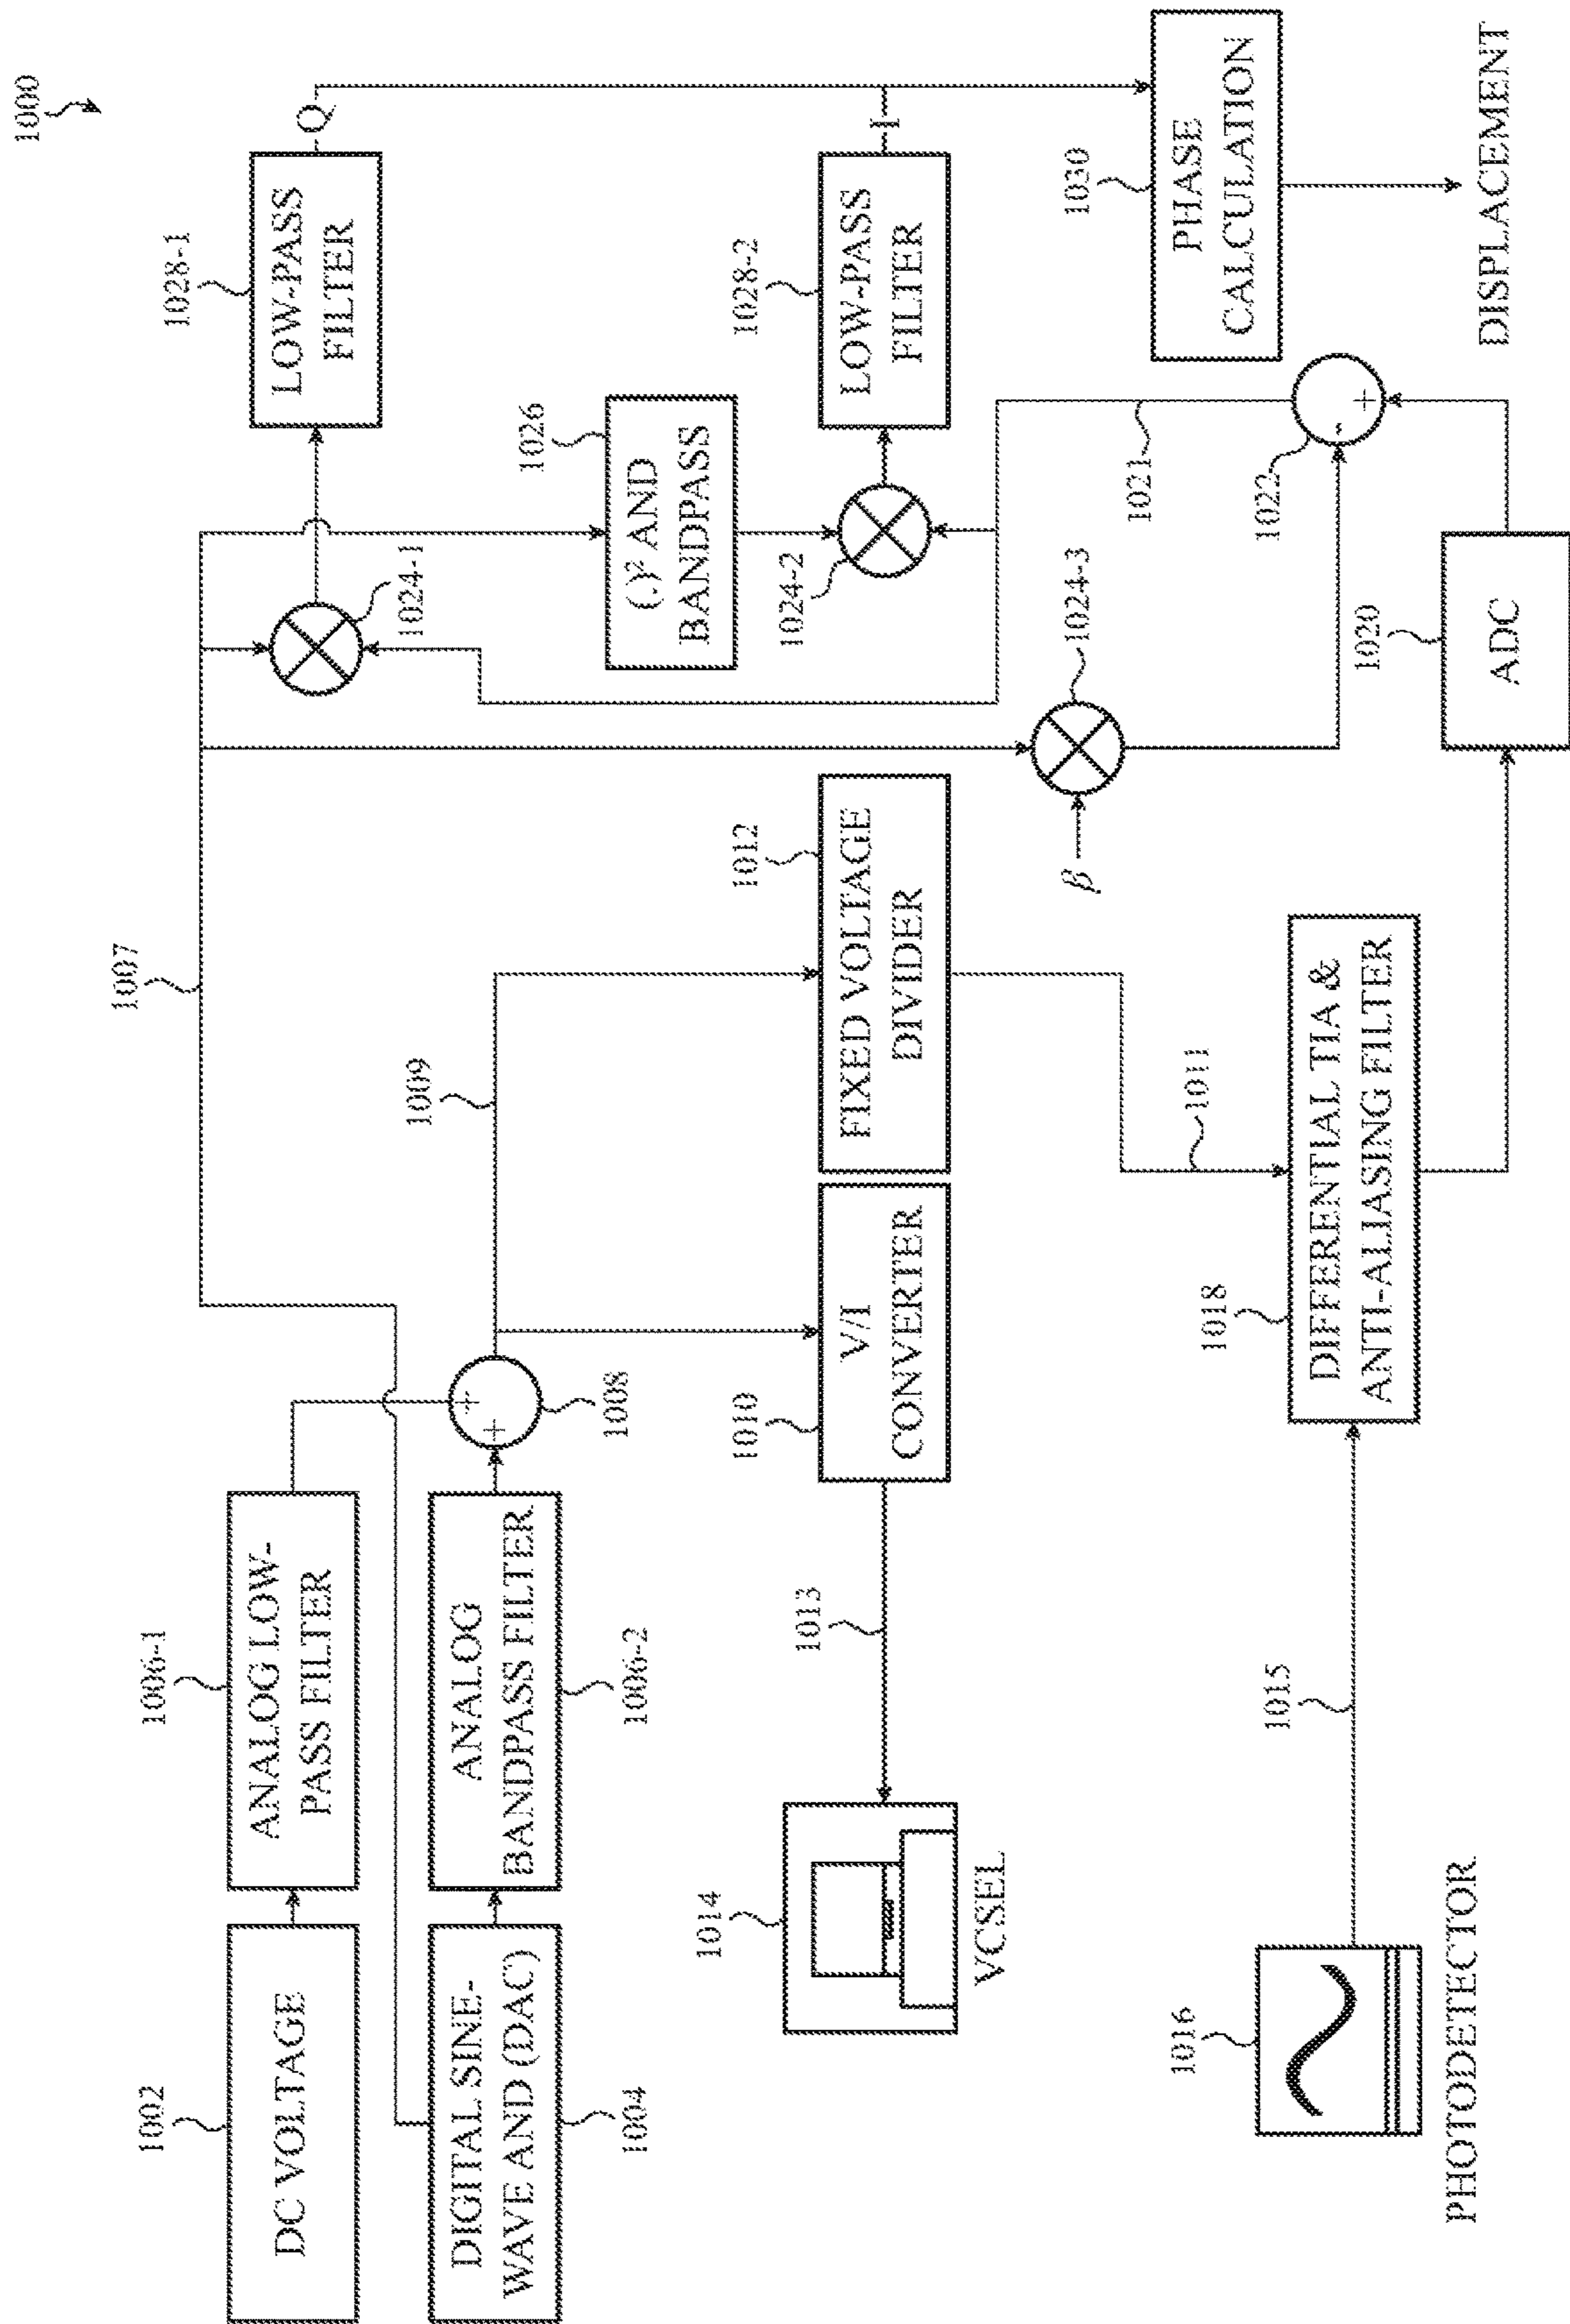 1000
1002
DC VOLTAGE
1006-1
ANALOG LOW-
PASS FILTER
1007
1004
DIGITAL SINE-
WAVE AND (DAC)
1006-2
ANALOG
BANDPASS FILTER
+
+
1008
1009
1024-1
1028-1
LOW-PASS
FILTER
Q
1026
(.)² AND
BANDPASS
1014
VCSEL
1013
1010
V/I
CONVERTER
1012
FIXED VOLTAGE
DIVIDER
1024-2
1028-2
LOW-PASS
FILTER
I
β
1024-3
1021
1022
-
+
1030
PHASE
CALCULATION
DISPLACEMENT
1016
PHOTODETECTOR
1015
1018
DIFFERENTIAL TIA &
ANTI-ALIASING FILTER
1011
1020
ADC